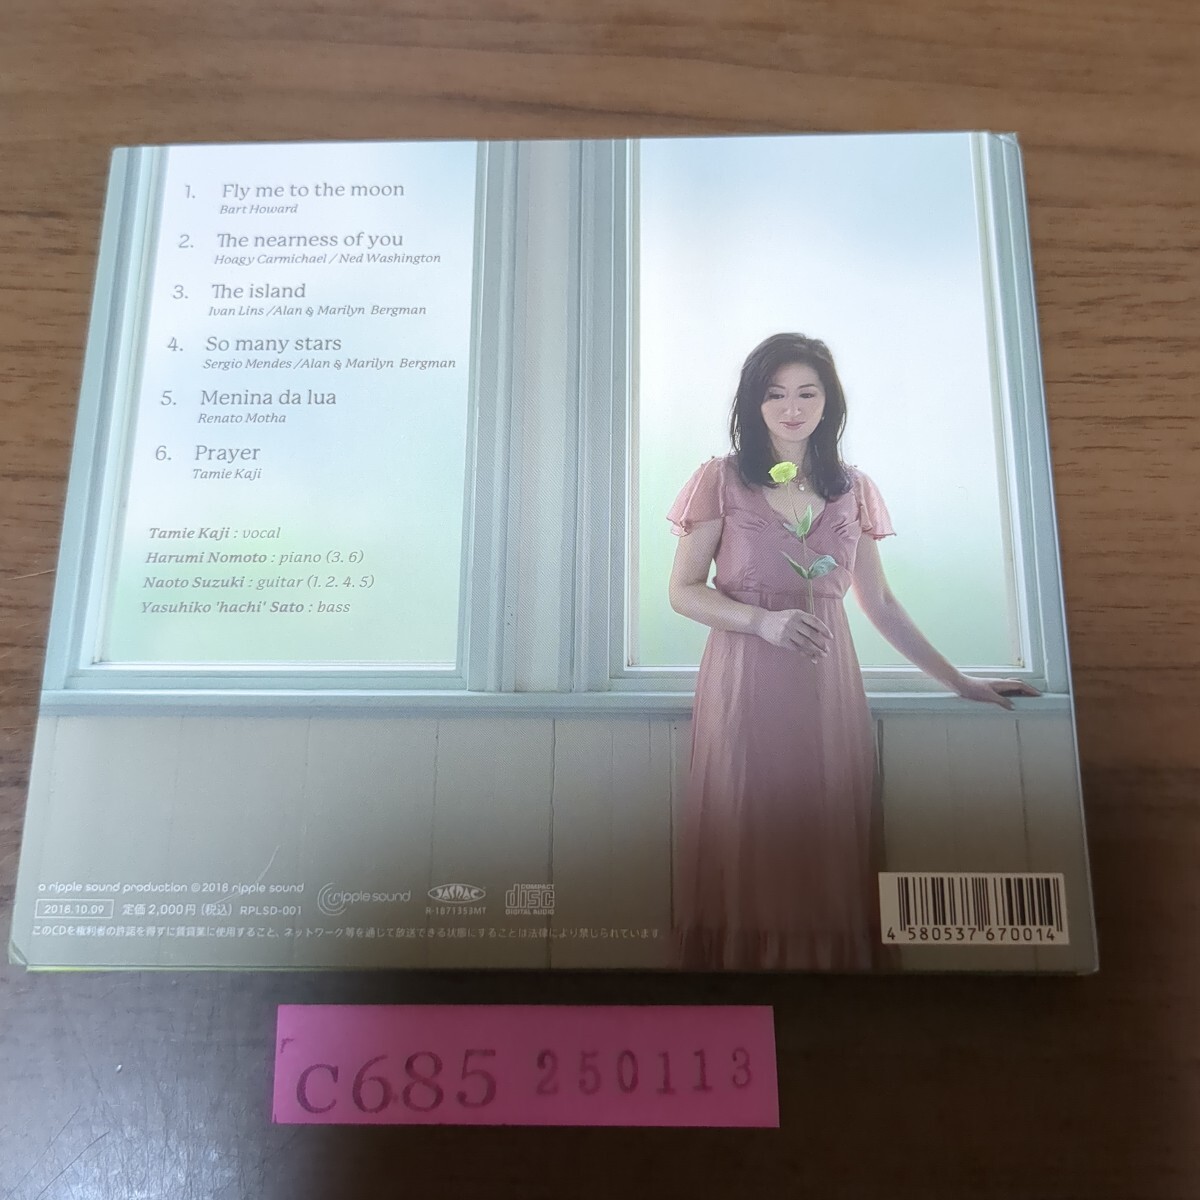 1. Fly me to the moon
Bart Howard
2. The nearness of you
Hoagy Carmichael / Ned Washington
3. The island
Ivan Lins /Alan & Marilyn Bergman
4. So many stars
Sergio Mendes /Alan & Marilyn Bergman
5. Menina da lua
Renato Motha
6. Prayer
Tamie Kaji
Tamie Kaji : vocal
Harumi Nomoto : piano (3. 6)
Naoto Suzuki : guitar (1. 2. 4. 5)
Yasuhiko 'hachi' Sato : bass
a ripple sound production ©2018 ripple sound
2018.10.09 定価2,000円(税込) RPLSD-001
ripple sound
JASRAC
R-1871353MT
COMPACT
disc
DIGITAL AUDIO
このCDを権利者の許諾を得ずに賃貸業に使用すること、ネットワーク等を通じて放送できる状態にすることは法律により禁じられています。
4 580537 670014
r
C685 250113